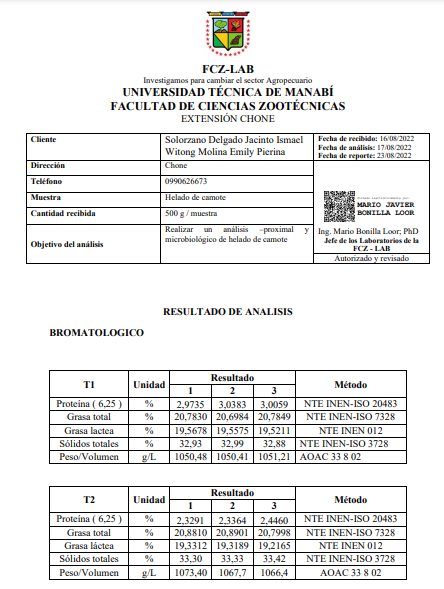 FCZ-LAB
Investigamos para cambiar el sector Agropecuario
UNIVERSIDAD TÉCNICA DE MANABÍ
FACULTAD DE CIENCIAS ZOOTÉCNICAS
EXTENSIÓN CHONE
Cliente Solorzano Delgado Jacinto Ismael
Witong Molina Emily Pierina
Fecha de recibido: 16/08/2022
Fecha de análisis: 17/08/2022
Fecha de reporte: 23/08/2022
Dirección Chone
Teléfono 0990626673
Muestra Helado de camote
Cantidad recibida 500 g / muestra
Objetivo del análisis Realizar un análisis –proximal y
microbiológico de helado de camote
MARIO JAVIER
BONILLA LOOR
Ing. Mario Bonilla Loor; PhD
Jefe de los Laboratorios de la
FCZ - LAB
Autorizado y revisado
RESULTADO DE ANALISIS
BROMATOLOGICO
T1 Unidad Resultado Método
1 2 3
Proteína ( 6,25 ) % 2,9735 3,0383 3,0059 NTE INEN-ISO 20483
Grasa total % 20,7830 20,6984 20,7849 NTE INEN-ISO 7328
Grasa lactea % 19,5678 19,5575 19,5211 NTE INEN 012
Sólidos totales % 32,93 32,99 32,88 NTE INEN-ISO 3728
Peso/Volumen g/L 1050,48 1050,41 1051,21 AOAC 33 8 02
T2 Unidad Resultado Método
1 2 3
Proteína ( 6,25 ) % 2,3291 2,3364 2,4460 NTE INEN-ISO 20483
Grasa total % 20,8810 20,8901 20,7998 NTE INEN-ISO 7328
Grasa láctea % 19,3312 19,3189 19,2165 NTE INEN 012
Sólidos totales % 33,30 33,33 33,42 NTE INEN-ISO 3728
Peso/Volumen g/L 1073,40 1067,7 1066,4 AOAC 33 8 02